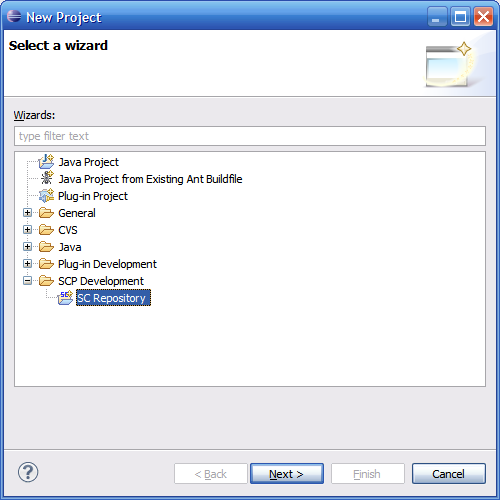 New Project
Select a wizard
Wizards:
type filter text
Java Project
Java Project from Existing Ant Buildfile
Plug-in Project
General
CVS
Java
Plug-in Development
SCP Development
SC Repository
?
< Back
Next >
Finish
Cancel